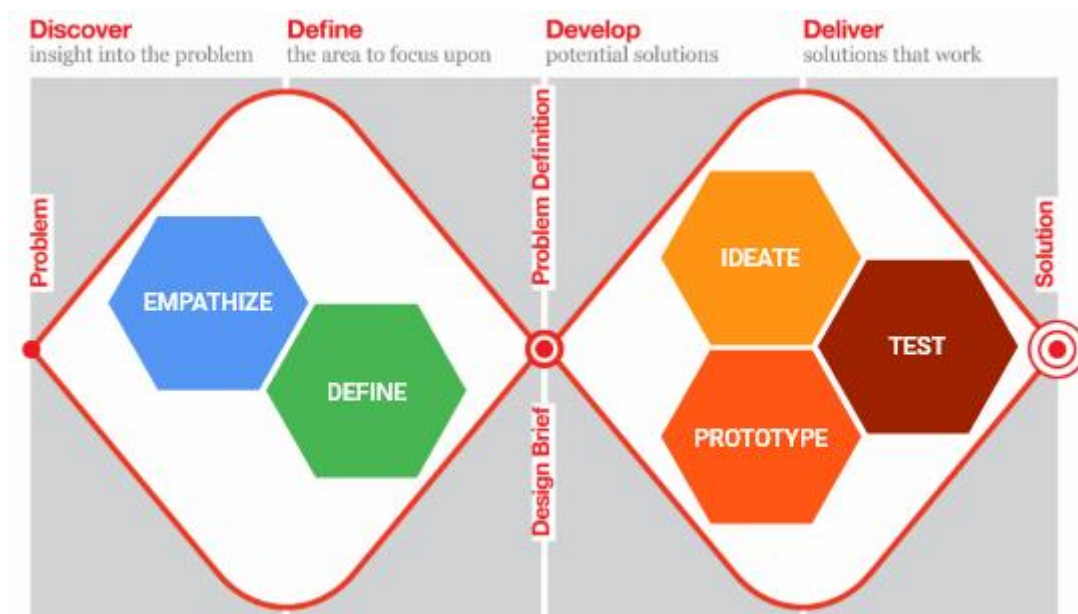 Discover
insight into the problem
Define
the area to focus upon
Develop
potential solutions
Deliver
solutions that work
Problem
EMPATHIZE
DEFINE
Problem Definition
Design Brief
IDEATE
PROTOTYPE
TEST
Solution